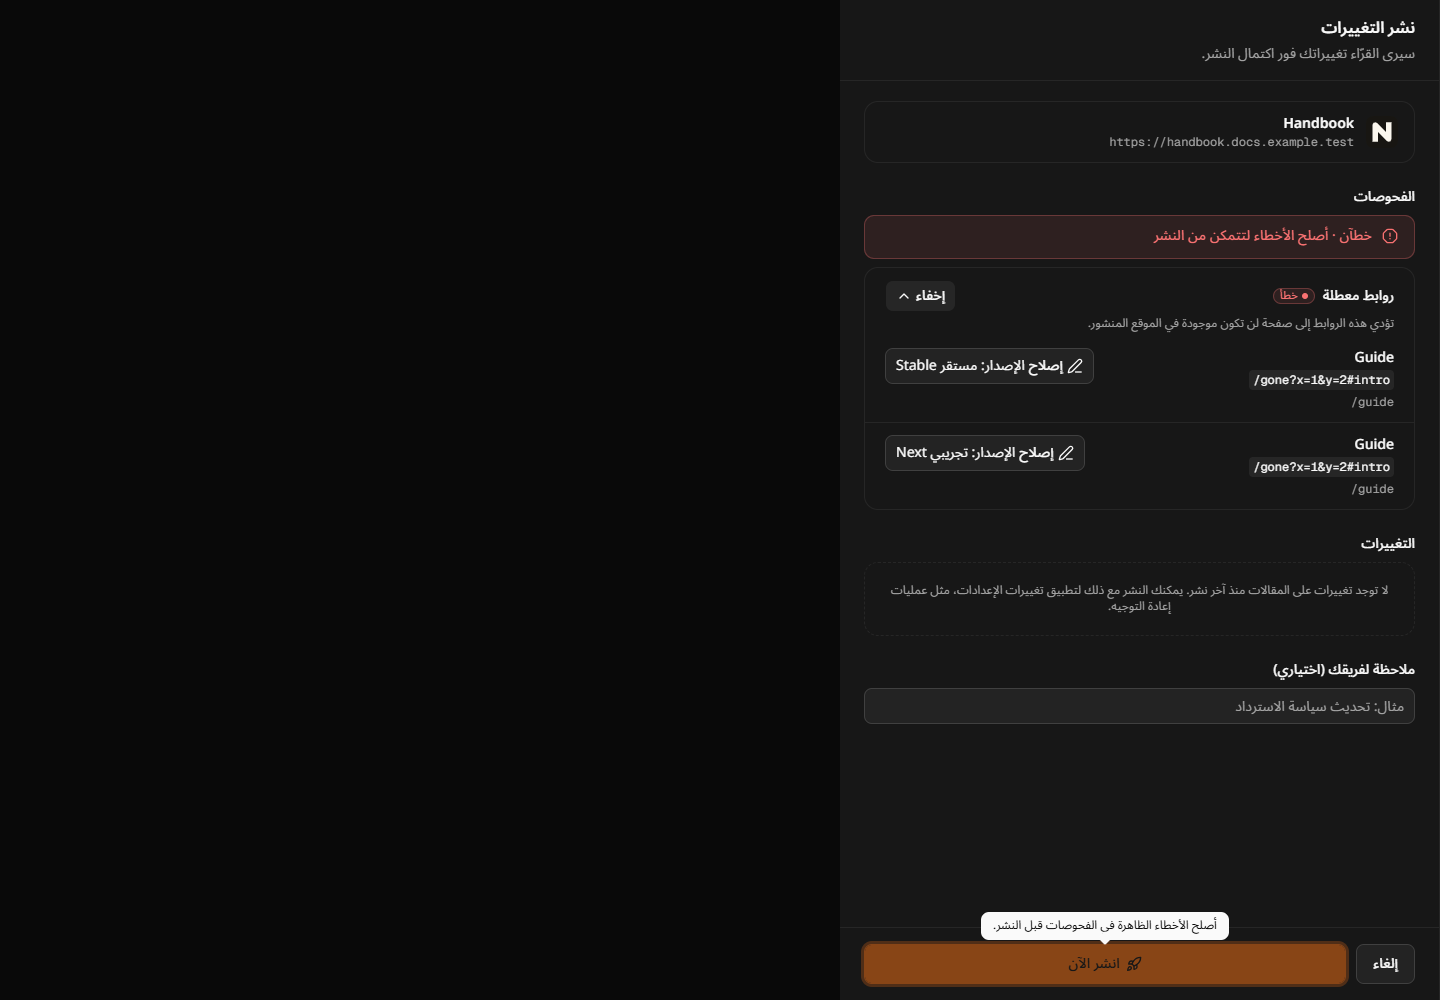 نشر التغييرات
سيرى القرّاء تغييراتك فور اكتمال النشر.
N
Handbook
https://handbook.docs.example.test
الفحوصات
خطآن · أصلح الأخطاء لتتمكن من النشر
روابط معطلة
خطأ
إخفاء
تؤدي هذه الروابط إلى صفحة لن تكون موجودة في الموقع المنشور.
Guide
/gone?x=1&y=2#intro
/guide
إصلاح الإصدار: مستقر Stable
Guide
/gone?x=1&y=2#intro
/guide
إصلاح الإصدار: تجريبي Next
التغييرات
لا توجد تغييرات على المقالات منذ آخر نشر. يمكنك النشر مع ذلك لتطبيق تغييرات الإعدادات، مثل عمليات
إعادة التوجيه.
ملاحظة لفريقك (اختياري)
مثال: تحديث سياسة الاسترداد
أصلح الأخطاء الظاهرة في الفحوصات قبل النشر.
إلغاء
انشر الآن